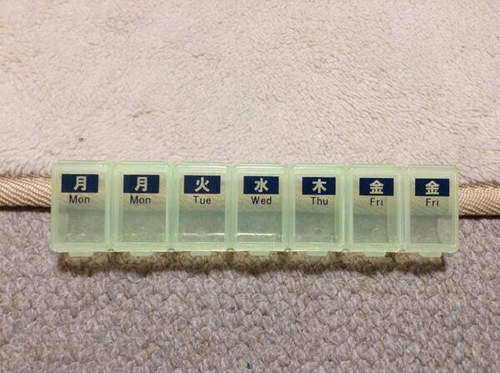 月 月 火 水 木 金 金
Mon Mon Tue Wed Thu Fri Fri